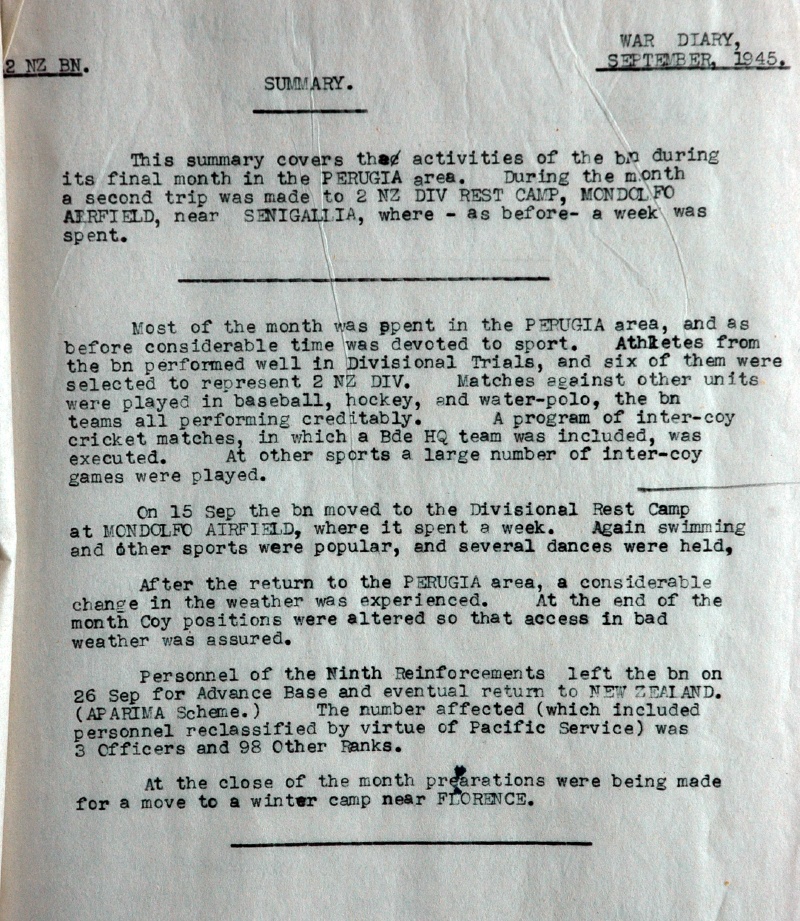 WAR DIARY,
2 NZ BN. SEPTEMBER, 1945.
SUMMARY.
This summary covers the activities of the bn during
its final month in the PERUGIA area. During the month
a second trip was made to 2 NZ DIV REST CAMP, MONDOLFO
AIRFIELD, near SENIGALLIA, where - as before- a week was
spent.
Most of the month was ppent in the PERUGIA area, and as
before considerable time was devoted to sport. Athletes from
the bn performed well in Divisional Trials, and six of them were
selected to represent 2 NZ DIV. Matches against other units
were played in baseball, hockey, and water-polo, the bn
teams all performing creditably. A program of inter-coy
cricket matches, in which a Bde HQ team was included, was
executed. At other sports a large number of inter-coy
games were played.
On 15 Sep the bn moved to the Divisional Rest Camp
at MONDOLFO AIRFIELD, where it spent a week. Again swimming
and other sports were popular, and several dances were held,
After the return to the PERUGIA area, a considerable
change in the weather was experienced. At the end of the
month Coy positions were altered so that access in bad
weather was assured.
Personnel of the Ninth Reinforcements left the bn on
26 Sep for Advance Base and eventual return to NEW ZEALAND.
(APARIMA Scheme.) The number affected (which included
personnel reclassified by virtue of Pacific Service) was
3 Officers and 98 Other Ranks.
At the close of the month preparations were being made
for a move to a winter camp near FLORENCE.